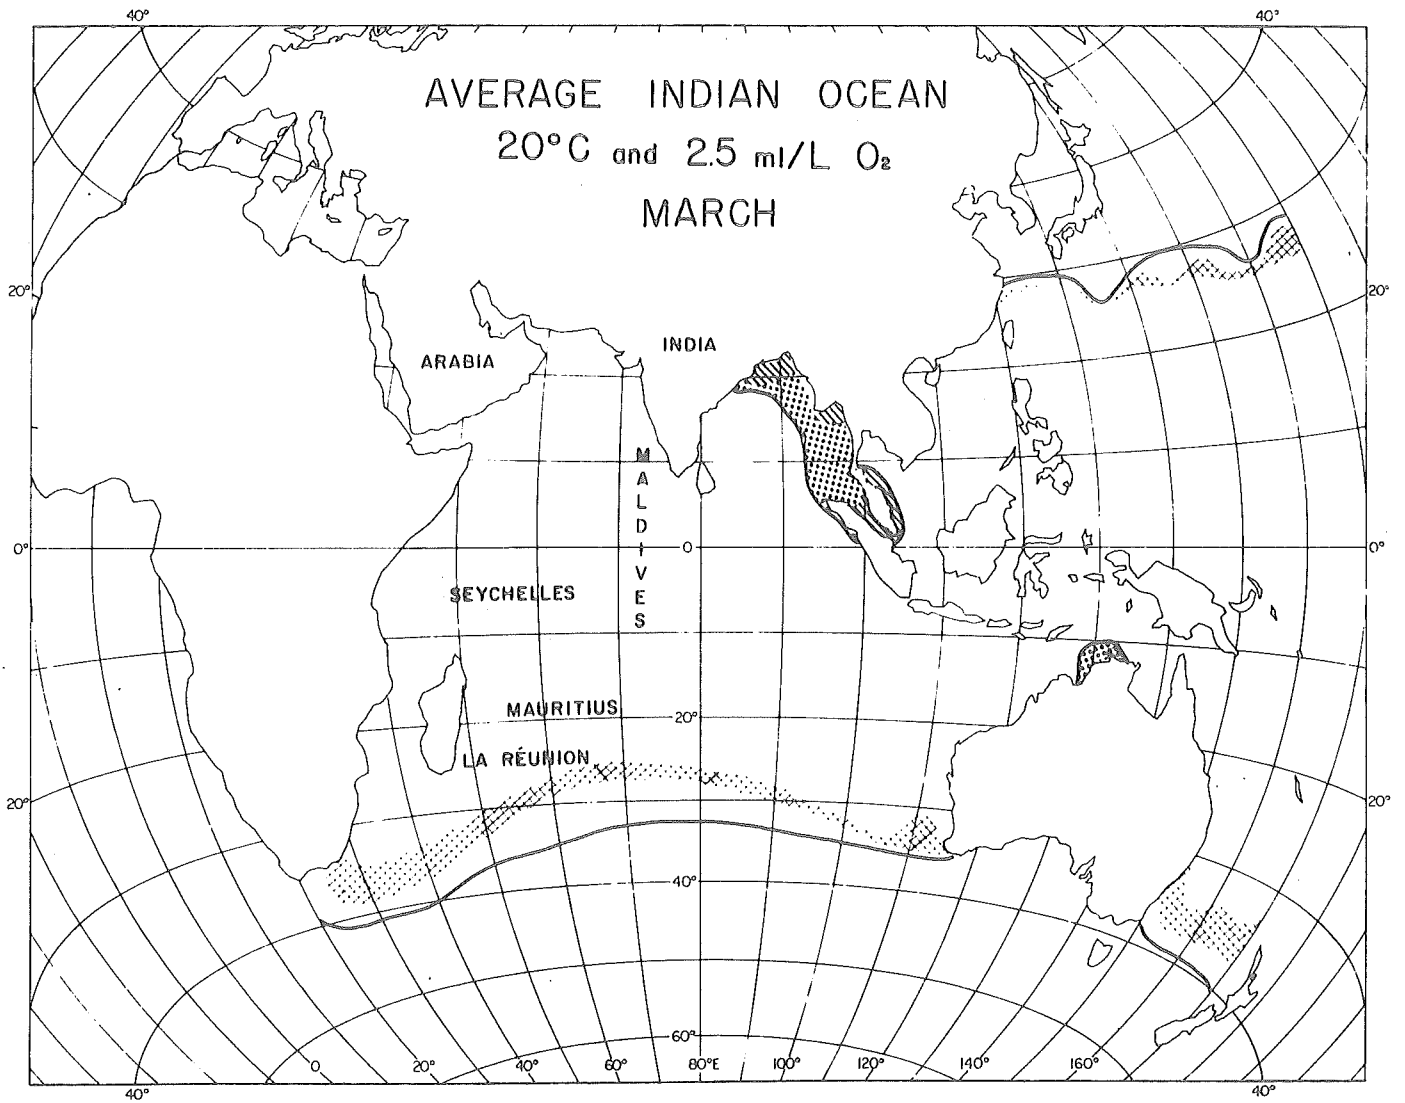 40°
40°
AVERAGE INDIAN OCEAN
20°C and 2.5 ml/L O₂
MARCH
20°
20°
INDIA
ARABIA
MALDIVES
0°
0
0°
SEYCHELLES
MAURITIUS
20°
LA RÉUNION
20°
20°
40°
60°
0 20° 40° 60° 80°E 100° 120° 140° 160°
40°
40°